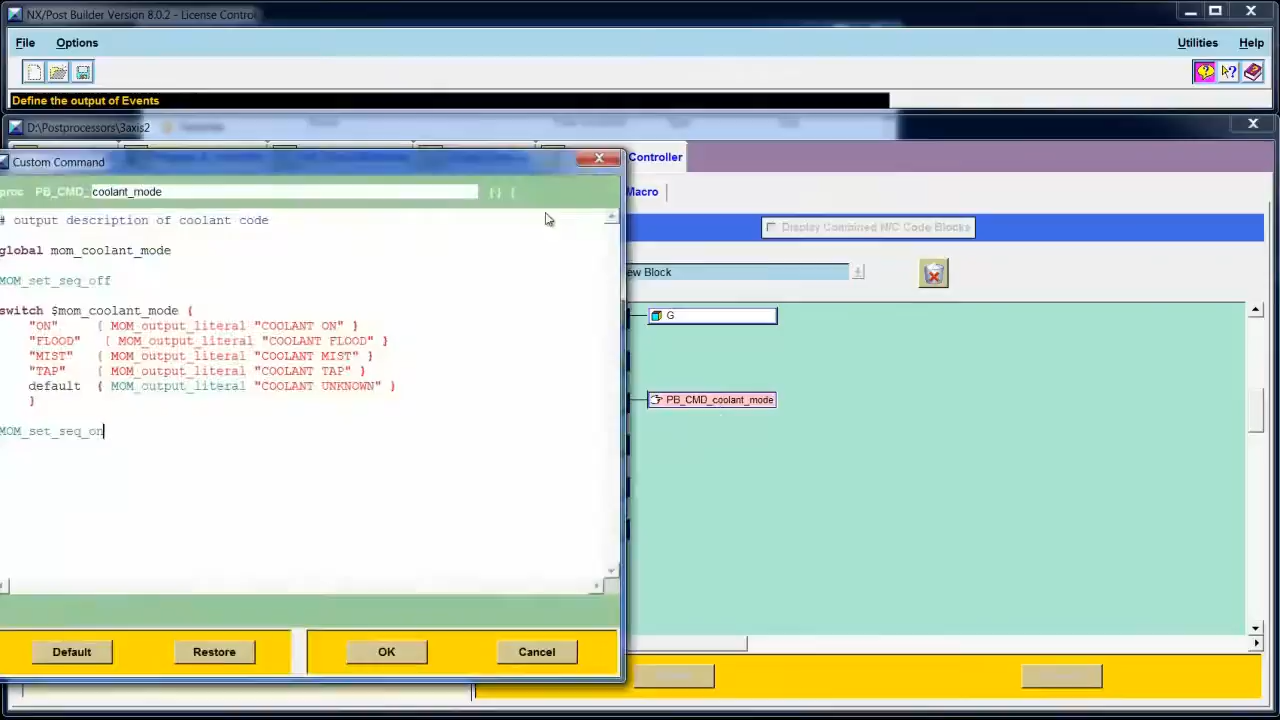 NX/Post Builder Version 8.0.2 - License Contro
File Options Utilities Help
Define the output of Events
D:\Postprocessors\3axis2
Controller
Custom Command
Macro
proc PB_CMD_ coolant_mode
# output description of coolant code
Display Combined N/C Code Blocks
global mom_coolant_mode
ew Block
MOM_set_seq_off
switch $mom_coolant_mode {
"ON" { MOM_output_literal "COOLANT ON" }
G
"FLOOD" { MOM_output_literal "COOLANT FLOOD" }
"MIST" { MOM_output_literal "COOLANT MIST" }
"TAP" { MOM_output_literal "COOLANT TAP" }
default { MOM_output_literal "COOLANT UNKNOWN" }
}
PB_CMD_coolant_mode
MOM_set_seq_on
Default Restore OK Cancel